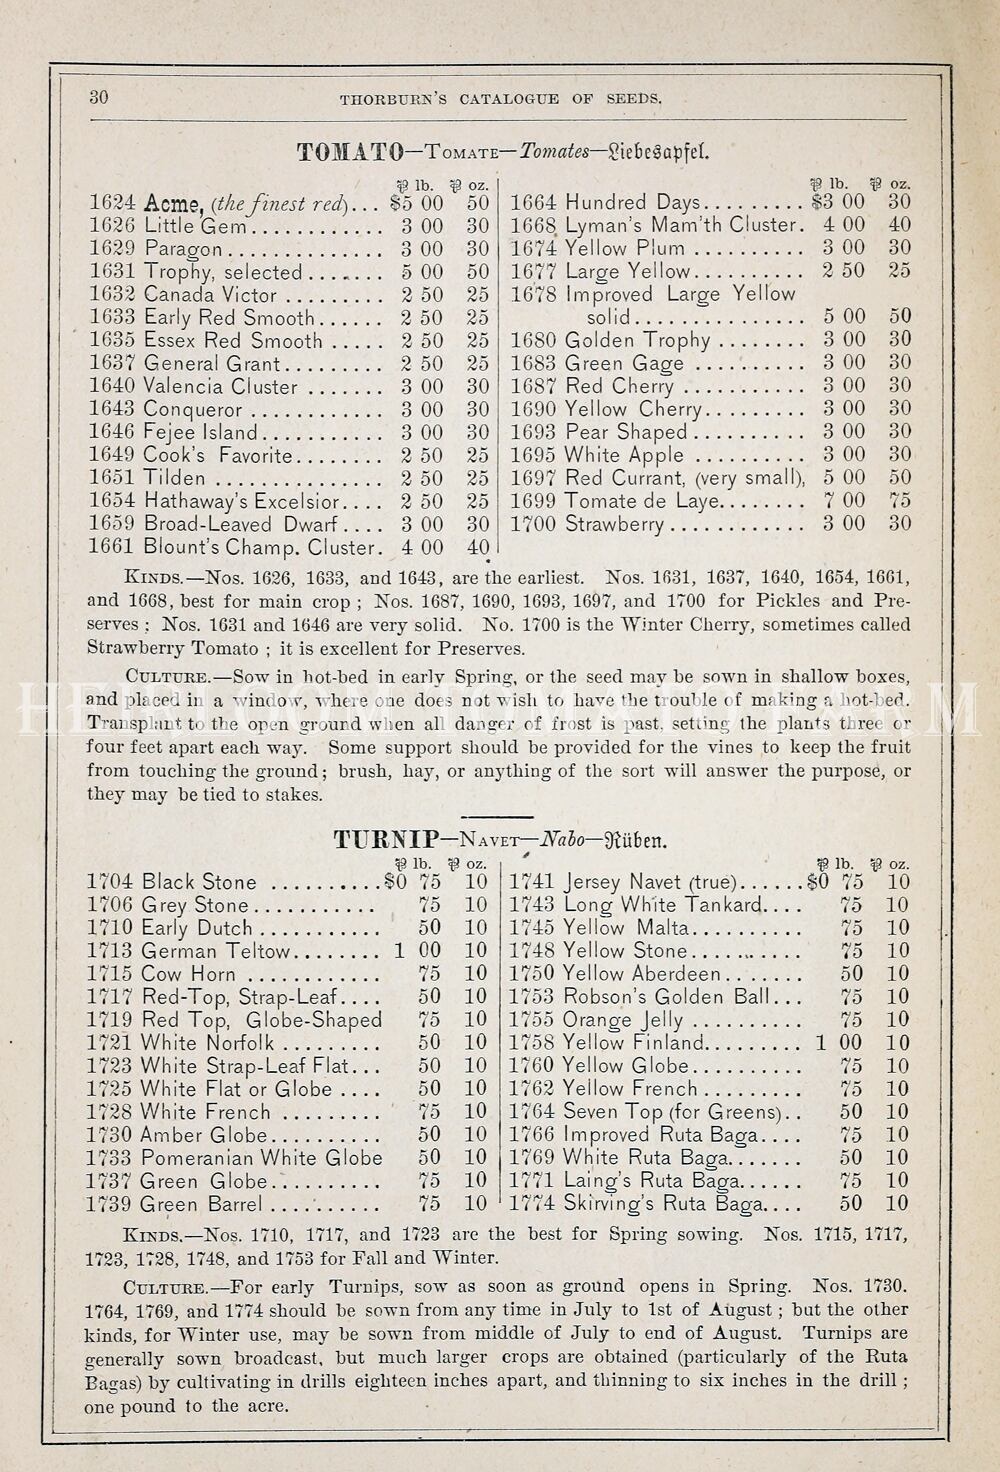 30
THORBURN'S CATALOGUE OF SEEDS.
TOMATO—TOMATE—Tomates—Liebesapfel.
℔ lb. ℔ oz.
1624 Acme, (the finest red)... $5 00 50
1626 Little Gem............ 3 00 30
1629 Paragon.............. 3 00 30
1631 Trophy, selected....... 5 00 50
1632 Canada Victor ......... 2 50 25
1633 Early Red Smooth...... 2 50 25
1635 Essex Red Smooth ..... 2 50 25
1637 General Grant......... 2 50 25
1640 Valencia Cluster ....... 3 00 30
1643 Conqueror ............ 3 00 30
1646 Fejee Island........... 3 00 30
1649 Cook's Favorite........ 2 50 25
1651 Tilden ............... 2 50 25
1654 Hathaway's Excelsior.... 2 50 25
1659 Broad-Leaved Dwarf.... 3 00 30
1661 Blount's Champ. Cluster. 4 00 40
℔ lb. ℔ oz.
1664 Hundred Days......... $3 00 30
1668 Lyman's Mam'th Cluster. 4 00 40
1674 Yellow Plum .......... 3 00 30
1677 Large Yellow.......... 2 50 25
1678 Improved Large Yellow
solid............... 5 00 50
1680 Golden Trophy ........ 3 00 30
1683 Green Gage .......... 3 00 30
1687 Red Cherry ........... 3 00 30
1690 Yellow Cherry......... 3 00 30
1693 Pear Shaped .......... 3 00 30
1695 White Apple .......... 3 00 30
1697 Red Currant, (very small), 5 00 50
1699 Tomate de Laye........ 7 00 75
1700 Strawberry............ 3 00 30
KINDS.—Nos. 1626, 1633, and 1643, are the earliest. Nos. 1631, 1637, 1640, 1654, 1661,
and 1668, best for main crop ; Nos. 1687, 1690, 1693, 1697, and 1700 for Pickles and Pre-
serves ; Nos. 1631 and 1646 are very solid. No. 1700 is the Winter Cherry, sometimes called
Strawberry Tomato ; it is excellent for Preserves.
CULTURE.—Sow in hot-bed in early Spring, or the seed may be sown in shallow boxes,
and placed in a window, where one does not wish to have the trouble of making a hot-bed.
HEIRLOOM TOMATO FARM
Transplant to the open ground when all danger of frost is past, setting the plants three or
four feet apart each way. Some support should be provided for the vines to keep the fruit
from touching the ground; brush, hay, or anything of the sort will answer the purpose, or
they may be tied to stakes.
TURNIP—NAVET—Nabo—Rüben.
℔ lb. ℔ oz.
1704 Black Stone ..........$0 75 10
1706 Grey Stone........... 75 10
1710 Early Dutch ........... 50 10
1713 German Teltow........ 1 00 10
1715 Cow Horn ............ 75 10
1717 Red-Top, Strap-Leaf.... 50 10
1719 Red Top, Globe-Shaped 75 10
1721 White Norfolk ......... 50 10
1723 White Strap-Leaf Flat... 50 10
1725 White Flat or Globe .... 50 10
1728 White French ......... 75 10
1730 Amber Globe.......... 50 10
1733 Pomeranian White Globe 50 10
1737 Green Globe.......... 75 10
1739 Green Barrel .......... 75 10
℔ lb. ℔ oz.
1741 Jersey Navet (true)......$0 75 10
1743 Long White Tankard.... 75 10
1745 Yellow Malta.......... 75 10
1748 Yellow Stone.......... 75 10
1750 Yellow Aberdeen....... 50 10
1753 Robson's Golden Ball... 75 10
1755 Orange Jelly .......... 75 10
1758 Yellow Finland......... 1 00 10
1760 Yellow Globe.......... 75 10
1762 Yellow French......... 75 10
1764 Seven Top (for Greens).. 50 10
1766 Improved Ruta Baga.... 75 10
1769 White Ruta Baga....... 50 10
1771 Laing's Ruta Baga...... 75 10
1774 Skirving's Ruta Baga.... 50 10
KINDS.—Nos. 1710, 1717, and 1723 are the best for Spring sowing. Nos. 1715, 1717,
1723, 1728, 1748, and 1753 for Fall and Winter.
CULTURE.—For early Turnips, sow as soon as ground opens in Spring. Nos. 1730.
1764, 1769, and 1774 should be sown from any time in July to 1st of August ; but the other
kinds, for Winter use, may be sown from middle of July to end of August. Turnips are
generally sown broadcast, but much larger crops are obtained (particularly of the Ruta
Bagas) by cultivating in drills eighteen inches apart, and thinning to six inches in the drill ;
one pound to the acre.